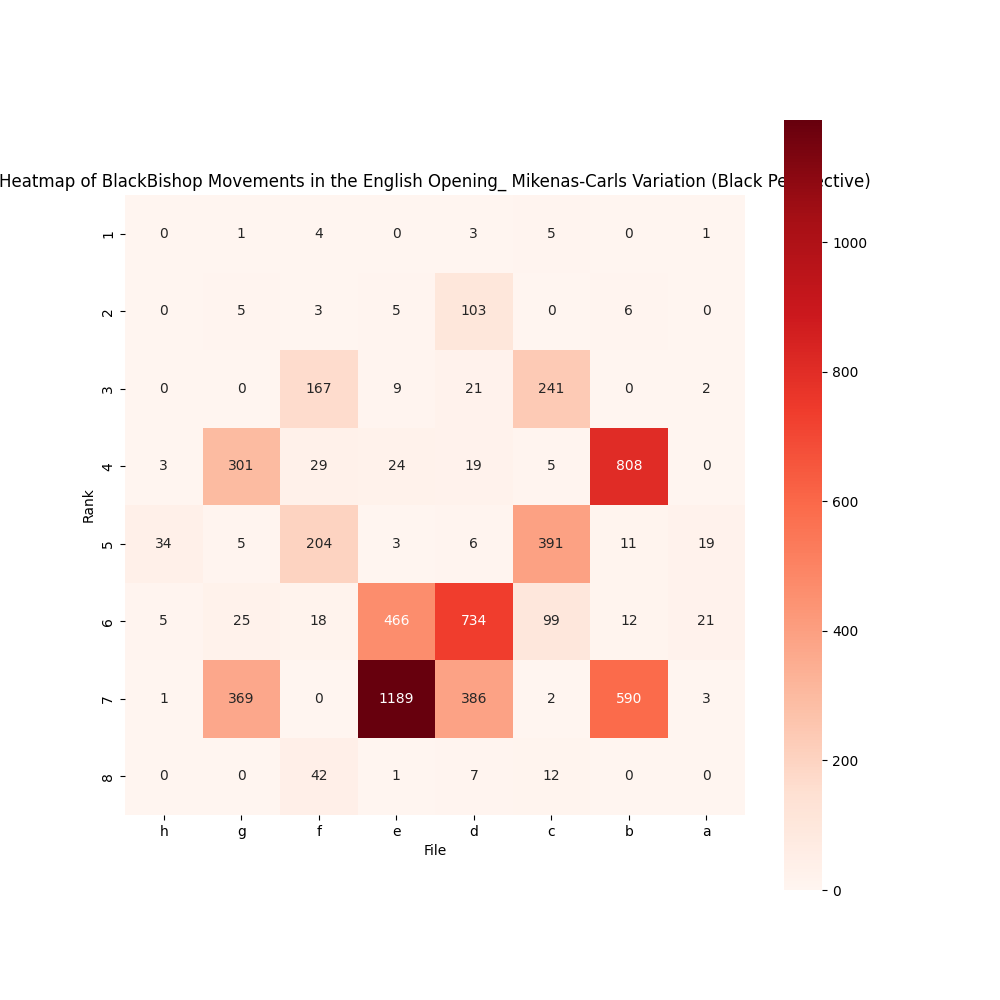 Heatmap of BlackBishop Movements in the English Opening_ Mikenas-Carls Variation (Black Pe ective)
1000
800
600
400
200
0
Rank
1 0 1 4 0 3 5 0 1
2 0 5 3 5 103 0 6 0
3 0 0 167 9 21 241 0 2
4 3 301 29 24 19 5 808 0
5 34 5 204 3 6 391 11 19
6 5 25 18 466 734 99 12 21
7 1 369 0 1189 386 2 590 3
8 0 0 42 1 7 12 0 0
h g f e d c b a
File